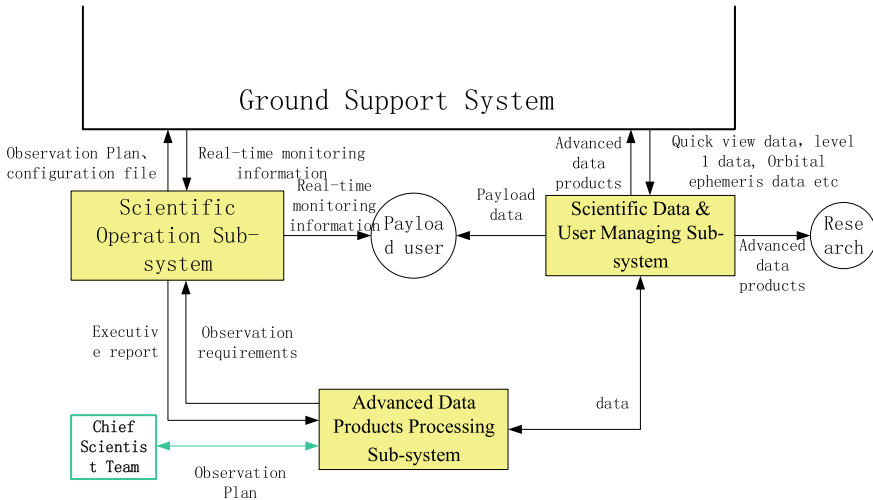 Ground Support System
Observation Plan、
configuration file
Real-time monitoring
information
Advanced
data
products
Quick view data, level
1 data, Orbital
ephemeris data etc
Real-time
monitoring
information
Payload
data
Scientific
Operation Sub-
system
Payloa
d user
Scientific Data &
User Managing Sub-
system
Rese
arch
Advanced
data
products
Executiv
e report
Observation
requirements
Advanced Data
Products Processing
Sub-system
data
Chief
Scientis
t Team
Observation
Plan